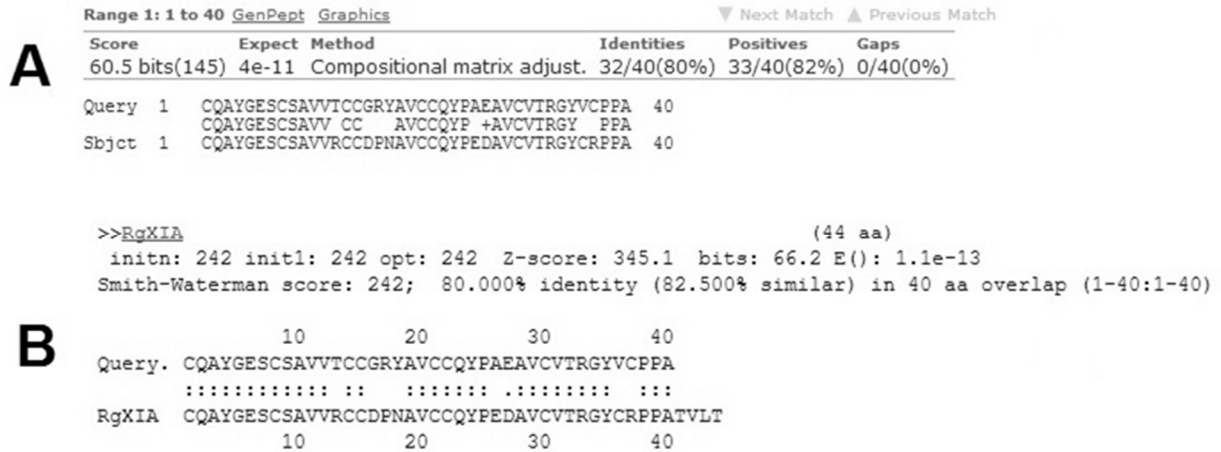 Range 1: 1 to 40 GenPept Graphics ▼ Next Match ▲ Previous Match
A
Score Expect Method Identities Positives Gaps
60.5 bits(145) 4e-11 Compositional matrix adjust. 32/40(80%) 33/40(82%) 0/40(0%)
Query 1 CQAYGESCSAVVTCCGRYAVCCQYPAEAVCVTRGYVCPPA 40
CQAYGESCSAVV CC   AVCCQYP +AVCVTRGY  PPA
Sbjct 1 CQAYGESCSAVVRCCDPNAVCCQYPEDAVCVTRGYCRPPA 40
>>RgXIA (44 aa)
initn: 242 init1: 242 opt: 242 Z-score: 345.1 bits: 66.2 E(): 1.1e-13
Smith-Waterman score: 242; 80.000% identity (82.500% similar) in 40 aa overlap (1-40:1-40)
B
10 20 30 40
Query. CQAYGESCSAVVTCCGRYAVCCQYPAEAVCVTRGYVCPPA
:::::::::::: ::   ::::::: .::::::::  :::
RgXIA CQAYGESCSAVVRCCDPNAVCCQYPEDAVCVTRGYCRPPATVLT
10 20 30 40